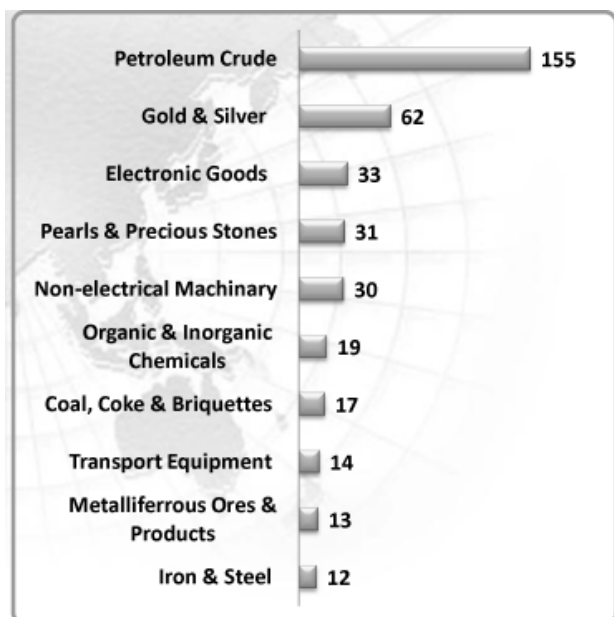 Petroleum Crude 155
Gold & Silver 62
Electronic Goods 33
Pearls & Precious Stones 31
Non-electrical Machinary 30
Organic & Inorganic
Chemicals 19
Coal, Coke & Briquettes 17
Transport Equipment 14
Metalliferrous Ores &
Products 13
Iron & Steel 12